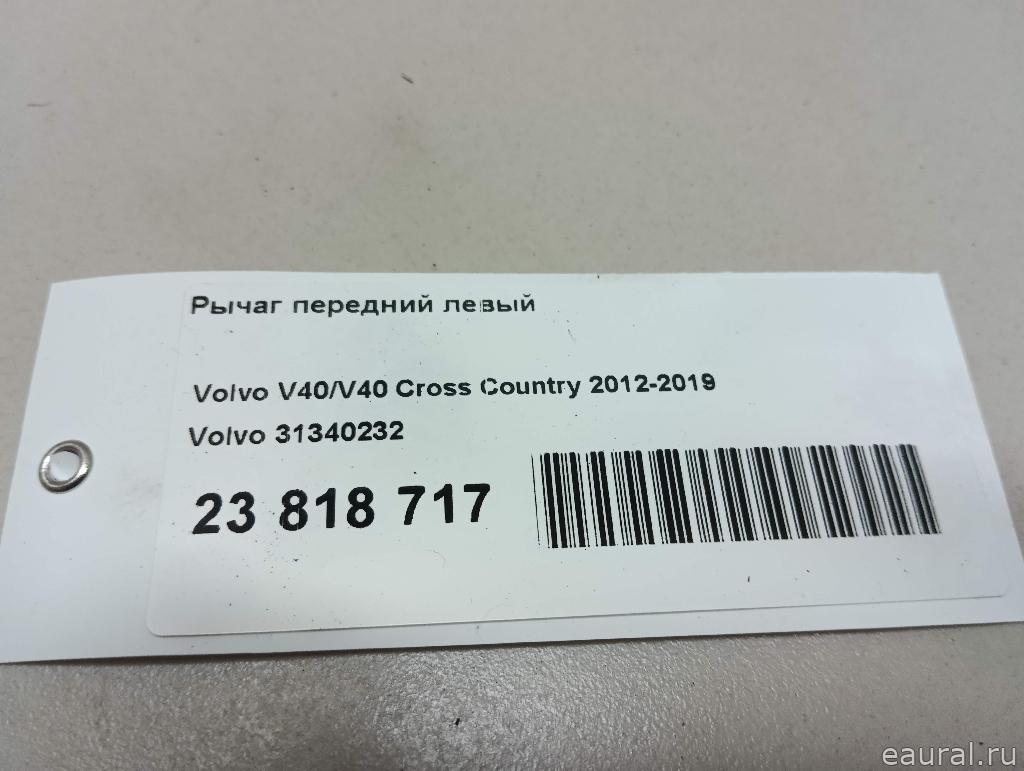 Рычаг передний левый
Volvo V40/V40 Cross Country 2012-2019
Volvo 31340232
23 818 717
eaural.ru